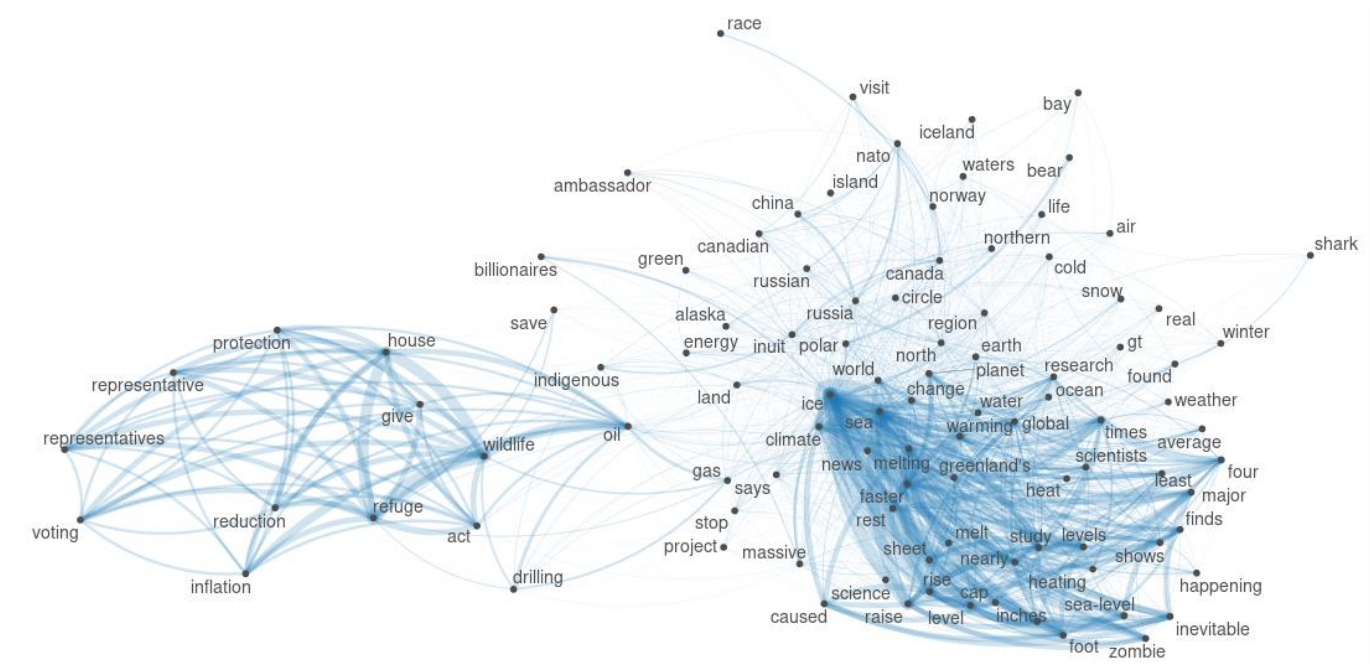 race
visit
bay
iceland
nato
waters
bear
ambassador
island
norway
china
life
canadian
northern
air
shark
green
billionaires
russian
canada
cold
circle
snow
save
alaska
russia
region
real
protection
house
energy
inuit
polar
north
earth
gt
winter
representative
indigenous
world
planet
research
found
land
change
ocean
give
ice
water
weather
representatives
wildlife
oil
climate
sea
warming
global
times
average
gas
says
news
melting
greenland's
scientists
four
heat
least
major
reduction
refuge
faster
stop
rest
finds
voting
act
project
massive
sheet
melt
study
levels
nearly
shows
inflation
drilling
science
rise
cap
heating
happening
caused
raise
level
inches
sea-level
inevitable
foot
zombie